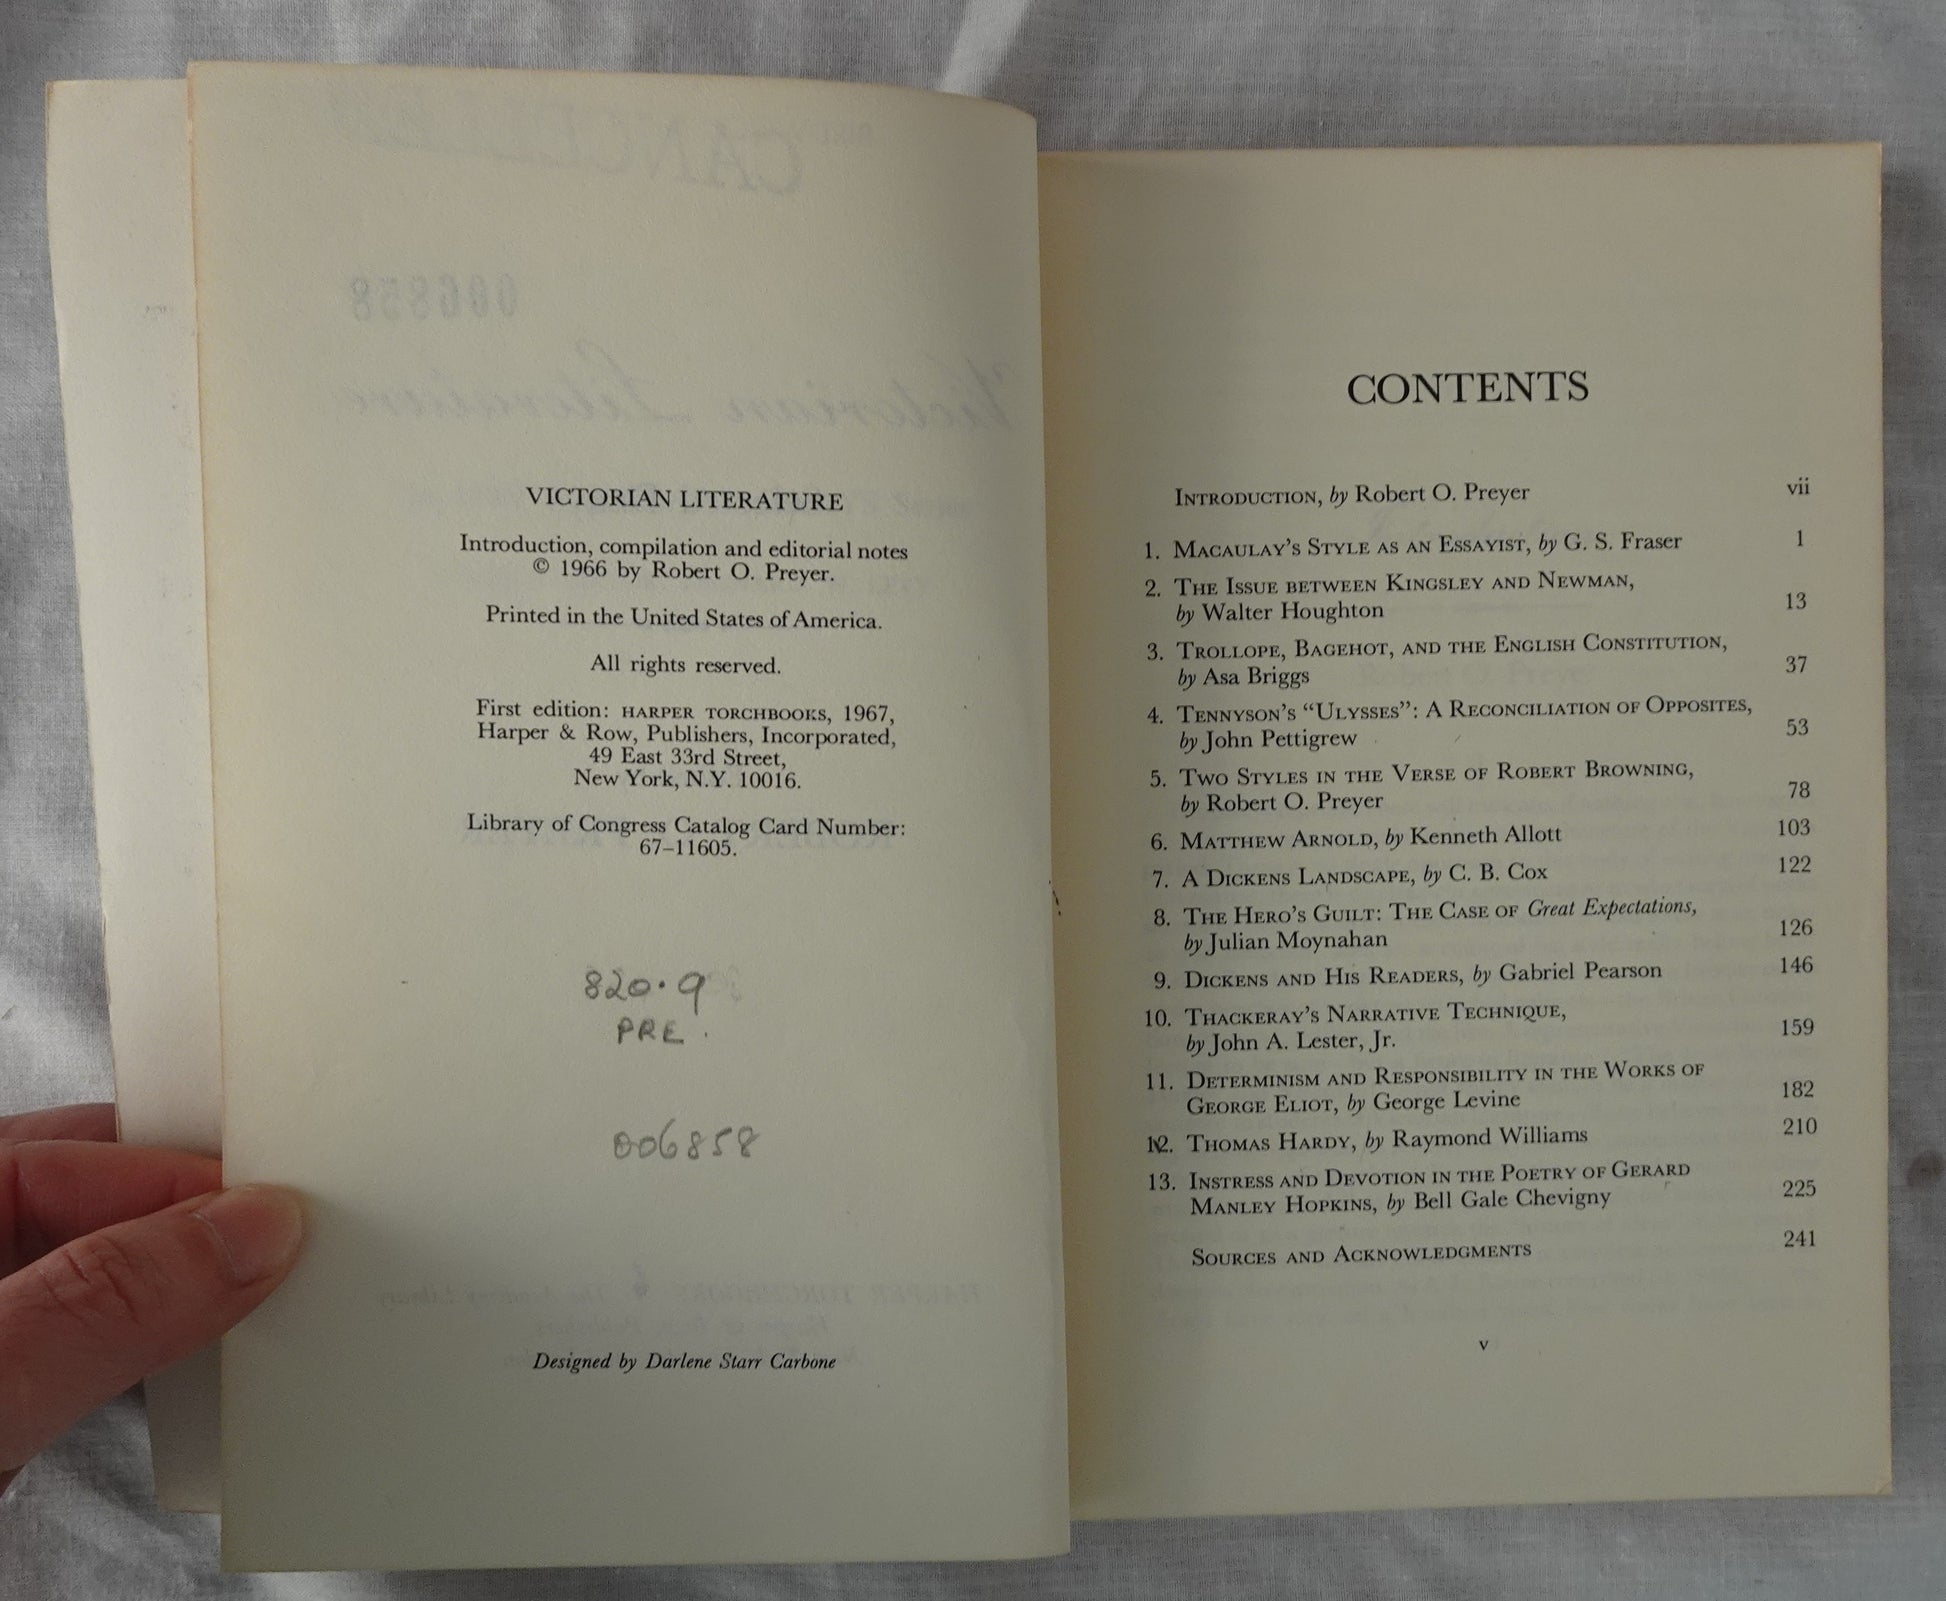 VICTORIAN LITERATURE
Introduction, compilation and editorial notes
© 1966 by Robert O. Preyer.
Printed in the United States of America.
All rights reserved.
First edition: HARPER TORCHBOOKS, 1967,
Harper & Row, Publishers, Incorporated,
49 East 33rd Street,
New York, N.Y. 10016.
Library of Congress Catalog Card Number:
67–11605.
820.9
PRE.
006858
Designed by Darlene Starr Carbone
CONTENTS
INTRODUCTION, by Robert O. Preyer vii
1. MACAULAY'S STYLE AS AN ESSAYIST, by G. S. Fraser 1
2. THE ISSUE BETWEEN KINGSLEY AND NEWMAN,
by Walter Houghton 13
3. TROLLOPE, BAGEHOT, AND THE ENGLISH CONSTITUTION,
by Asa Briggs 37
4. TENNYSON'S "ULYSSES": A RECONCILIATION OF OPPOSITES,
by John Pettigrew 53
5. TWO STYLES IN THE VERSE OF ROBERT BROWNING,
by Robert O. Preyer 78
6. MATTHEW ARNOLD, by Kenneth Allott 103
7. A DICKENS LANDSCAPE, by C. B. Cox 122
8. THE HERO'S GUILT: THE CASE OF Great Expectations,
by Julian Moynahan 126
9. DICKENS AND HIS READERS, by Gabriel Pearson 146
10. THACKERAY'S NARRATIVE TECHNIQUE,
by John A. Lester, Jr. 159
11. DETERMINISM AND RESPONSIBILITY IN THE WORKS OF
GEORGE ELIOT, by George Levine 182
12. THOMAS HARDY, by Raymond Williams 210
13. INSTRESS AND DEVOTION IN THE POETRY OF GERARD
MANLEY HOPKINS, by Bell Gale Chevigny 225
SOURCES AND ACKNOWLEDGMENTS 241
v